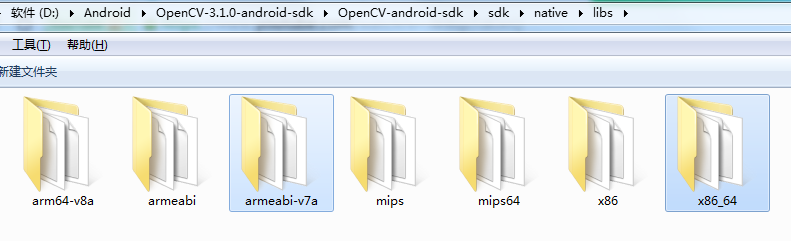 软件 (D:) ▸ Android ▸ OpenCV-3.1.0-android-sdk ▸ OpenCV-android-sdk ▸ sdk ▸ native ▸ libs ▸
工具(T) 帮助(H)
新建文件夹
arm64-v8a armeabi armeabi-v7a mips mips64 x86 x86_64